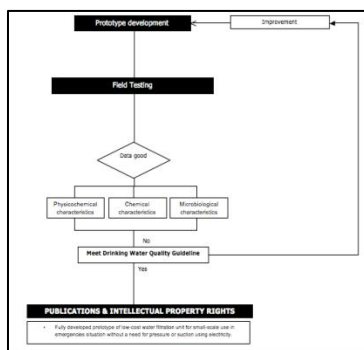 Prototype development
Improvement
Field Testing
Data good
Physicochemical
characteristics
Chemical
characteristics
Microbiological
characteristics
No
Meet Drinking Water Quality Guideline
Yes
PUBLICATIONS & INTELLECTUAL PROPERTY RIGHTS
• Fully developed prototype of low-cost water filtration unit for small-scale use in
emergencies situation without a need for pressure or suction using electricity.